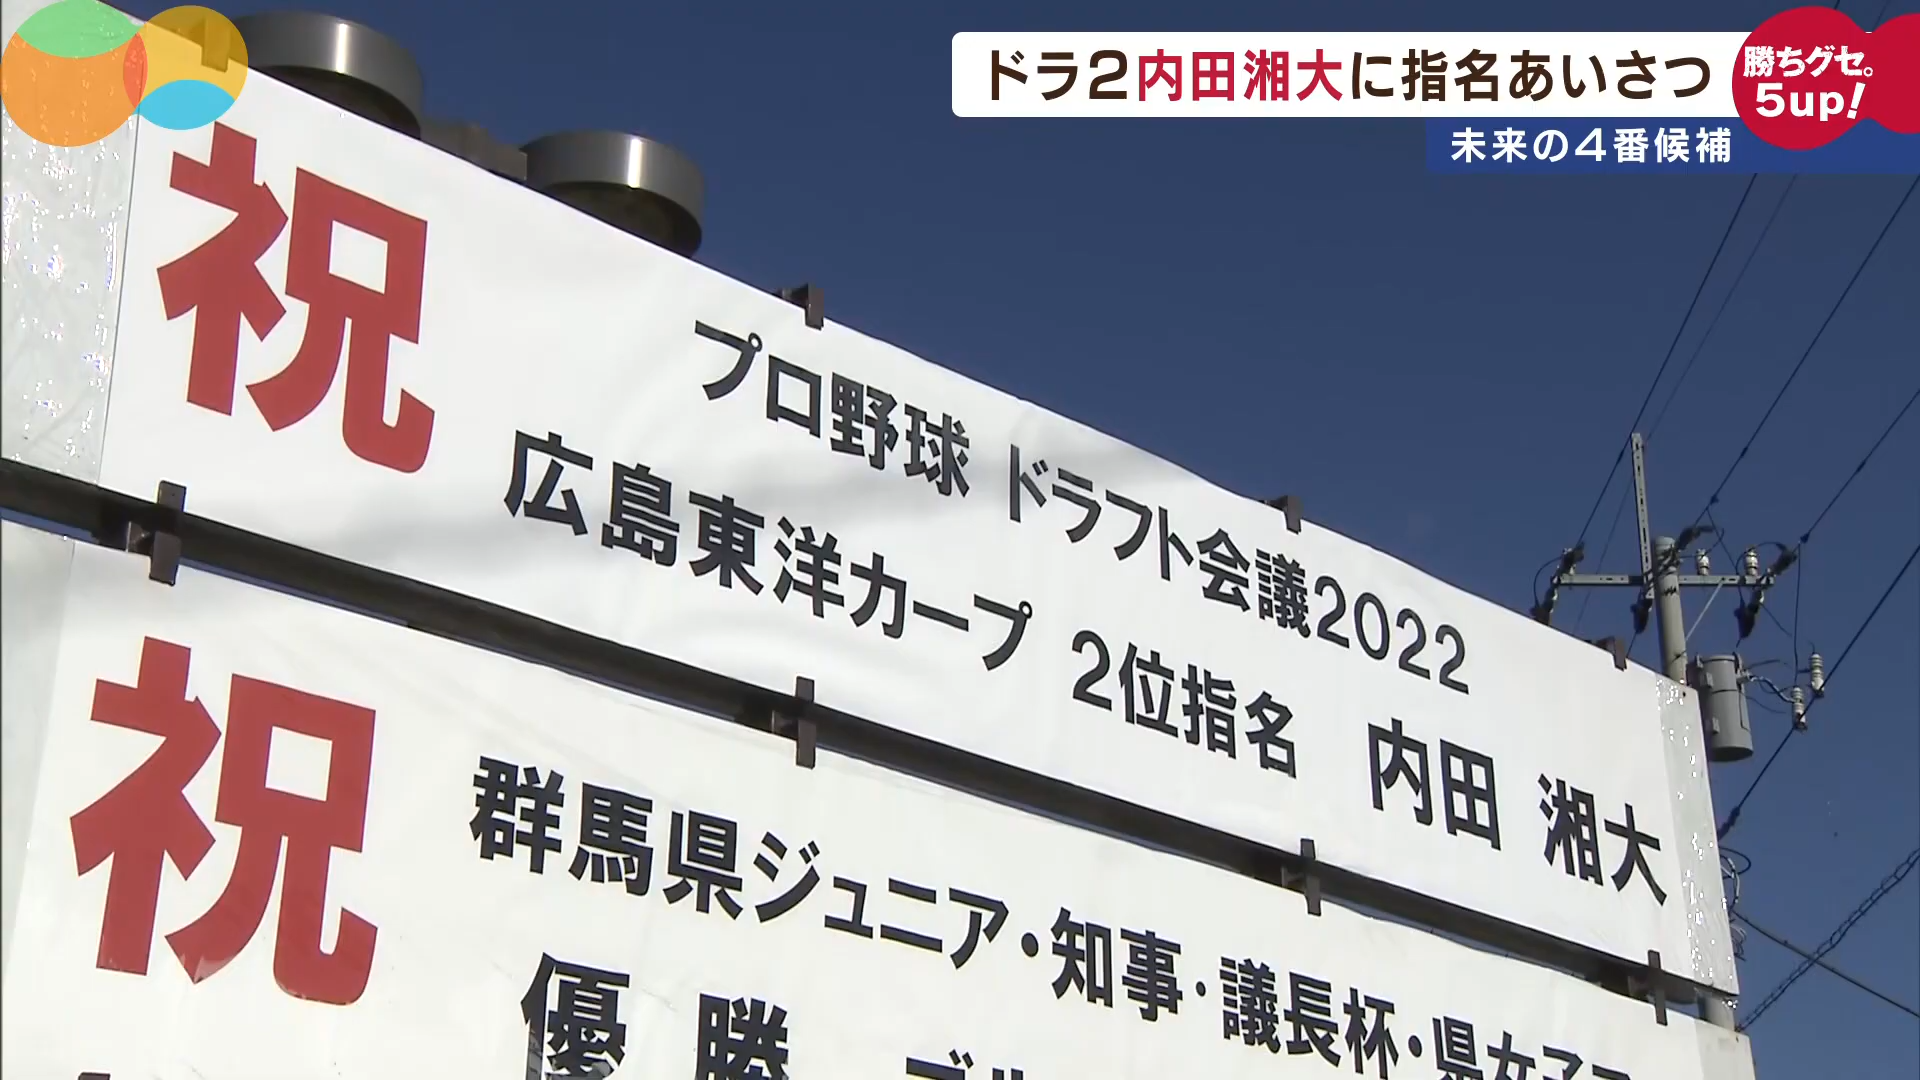 ドラ2内田湘大に指名あいさつ
勝ちグセ。
5up!
未来の4番候補
祝
プロ野球 ドラフト会議2022
広島東洋カープ 2位指名 内田 湘大
祝
群馬県ジュニア・知事・議長杯・県女子
優勝